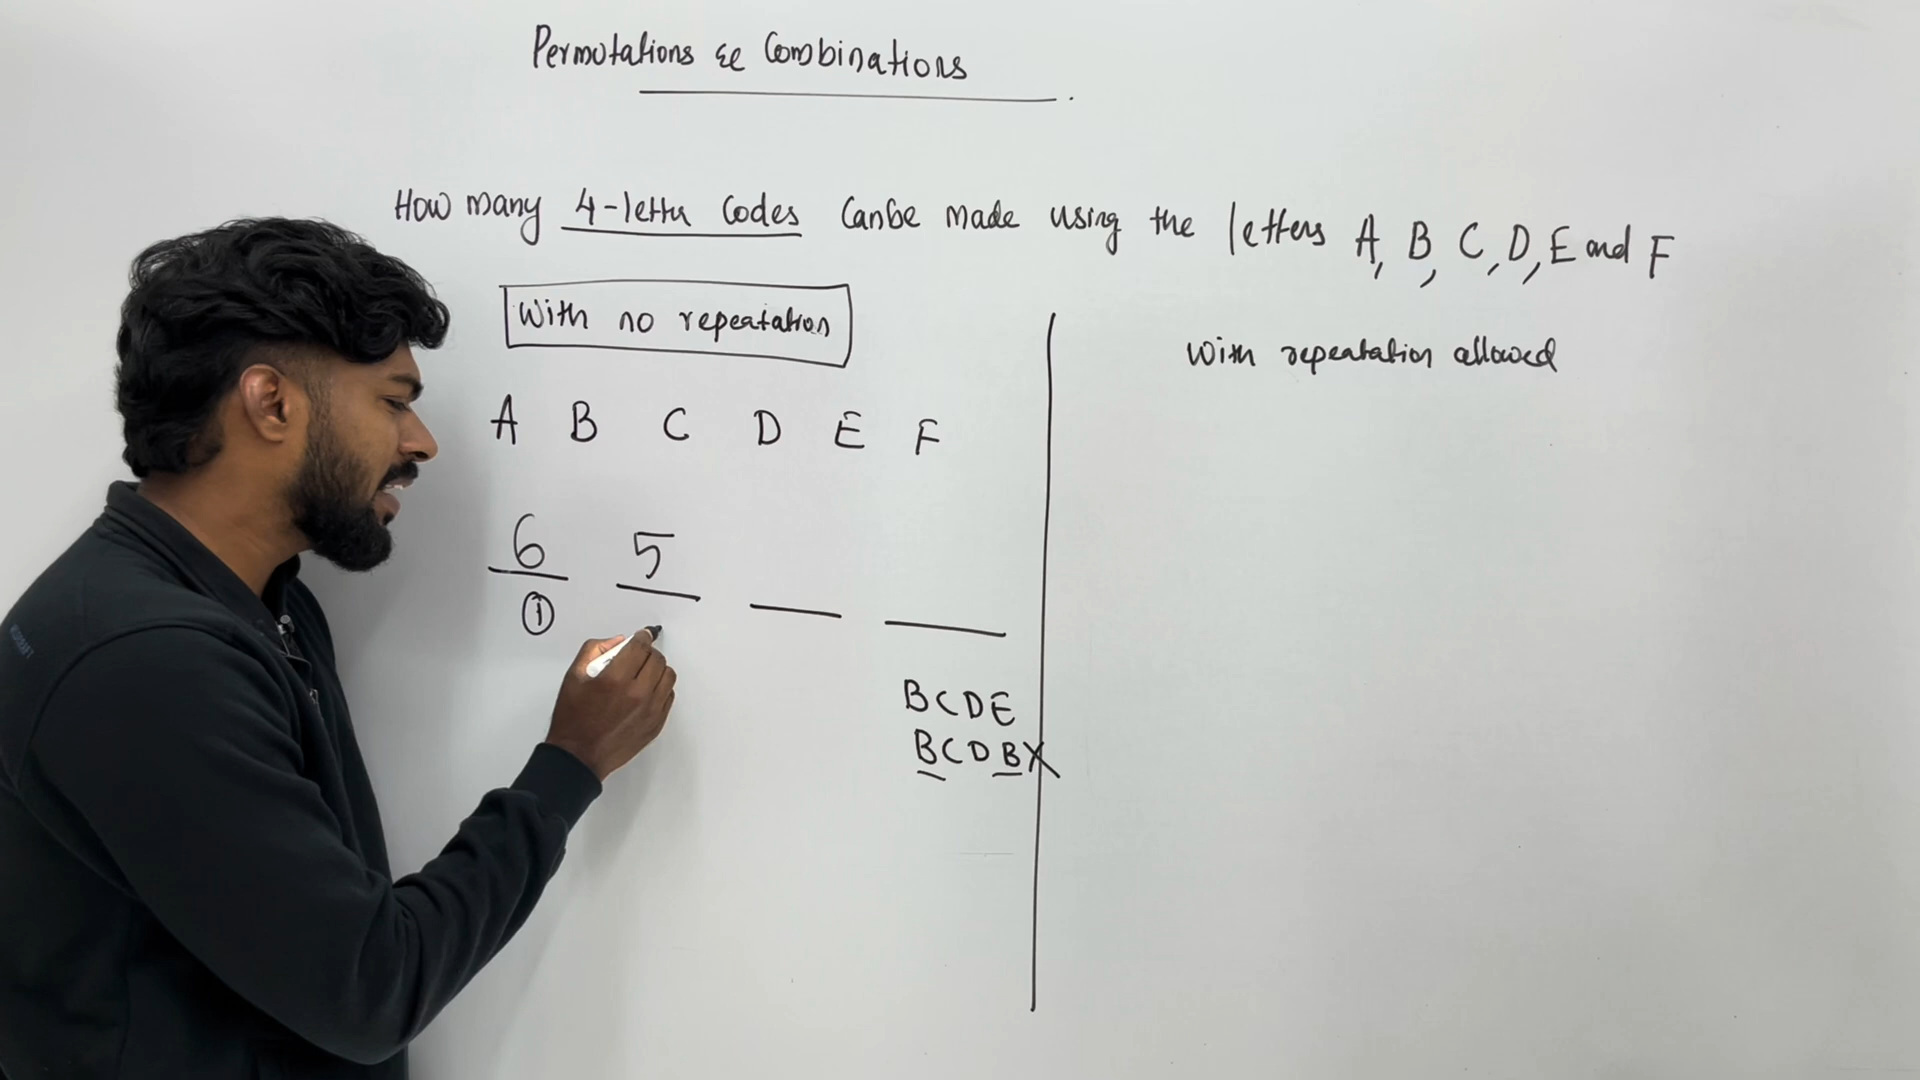 Permutations & Combinations
How many 4-letter Codes Canbe made using the letters A, B, C, D, E and F
With no repeatation
With repeatation allowed
A B C D E F
6 5
1
BCDE
BCDBX